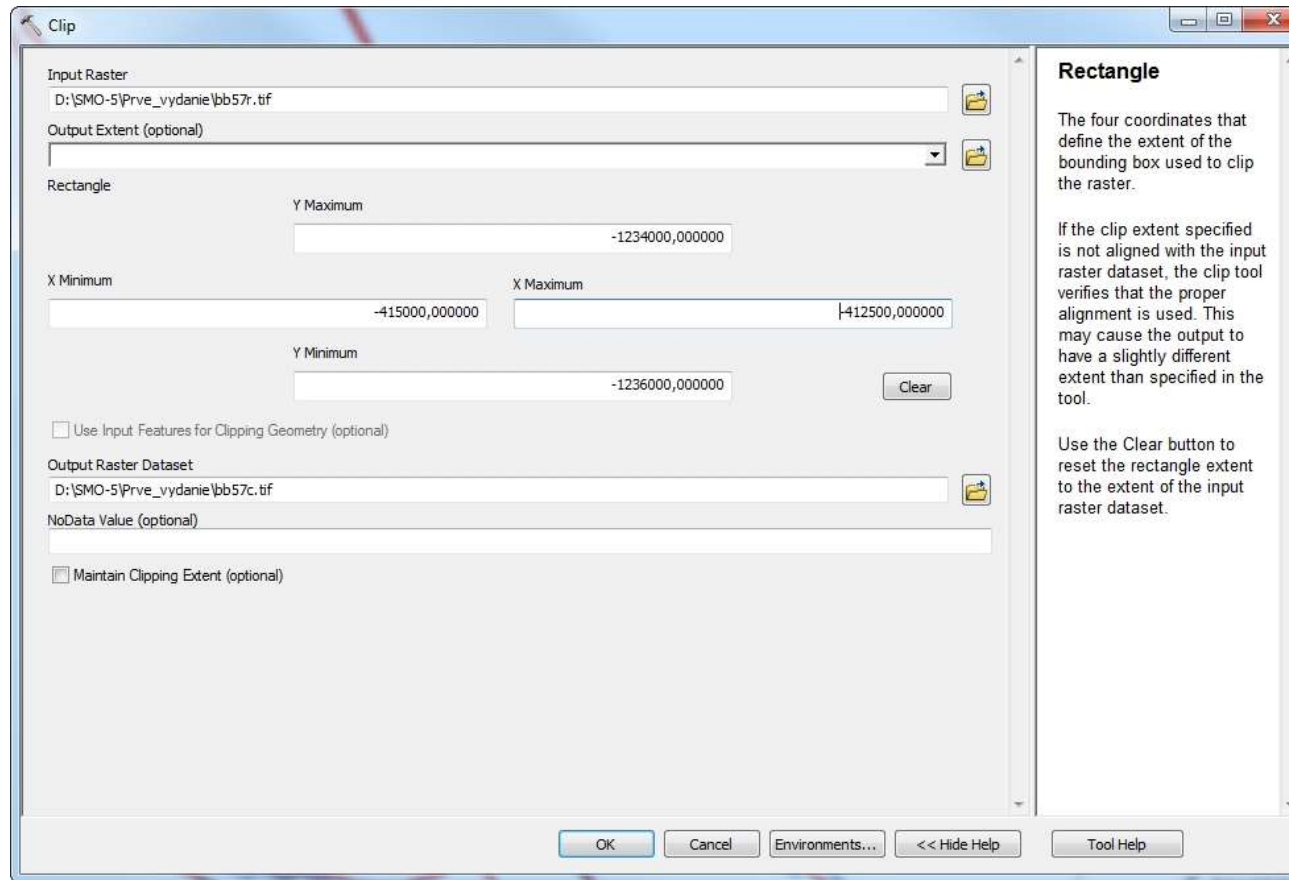 Clip
Input Raster
D:\SMO-5\Prve_vydanie\bb57r.tif
Output Extent (optional)
Rectangle
Y Maximum
-1234000,000000
X Minimum
X Maximum
-415000,000000
-412500,000000
Y Minimum
-1236000,000000
Clear
Use Input Features for Clipping Geometry (optional)
Output Raster Dataset
D:\SMO-5\Prve_vydanie\bb57c.tif
NoData Value (optional)
Maintain Clipping Extent (optional)
OK
Cancel
Environments...
<< Hide Help
Rectangle
The four coordinates that
define the extent of the
bounding box used to clip
the raster.
If the clip extent specified
is not aligned with the input
raster dataset, the clip tool
verifies that the proper
alignment is used. This
may cause the output to
have a slightly different
extent than specified in the
tool.
Use the Clear button to
reset the rectangle extent
to the extent of the input
raster dataset.
Tool Help